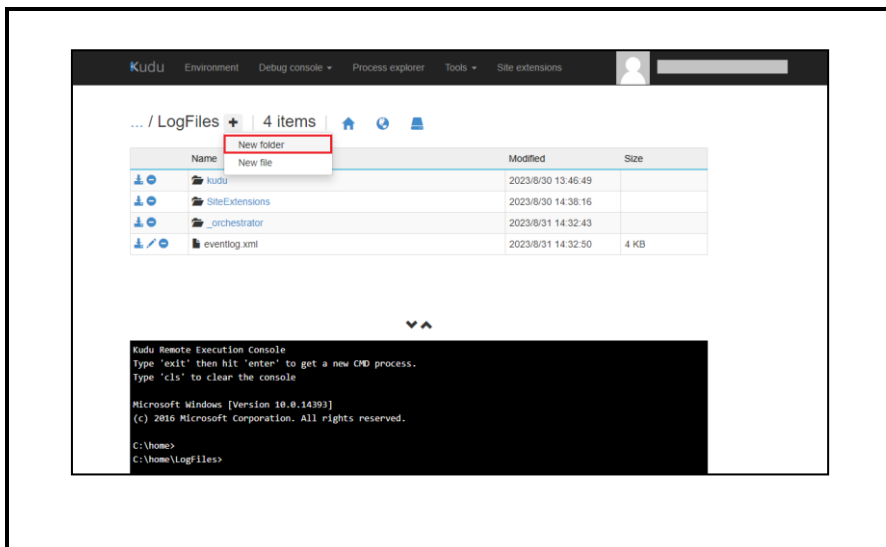 Kudu Environment Debug console Process explorer Tools Site extensions
... / LogFiles + | 4 items |
New folder
New file
Name Modified Size
kudu 2023/8/30 13:46:49
SiteExtensions 2023/8/30 14:38:16
_orchestrator 2023/8/31 14:32:43
eventlog.xml 2023/8/31 14:32:50 4 KB
Kudu Remote Execution Console
Type 'exit' then hit 'enter' to get a new CMD process.
Type 'cls' to clear the console
Microsoft Windows [Version 10.0.14393]
(c) 2016 Microsoft Corporation. All rights reserved.
C:\home>
C:\home\LogFiles>